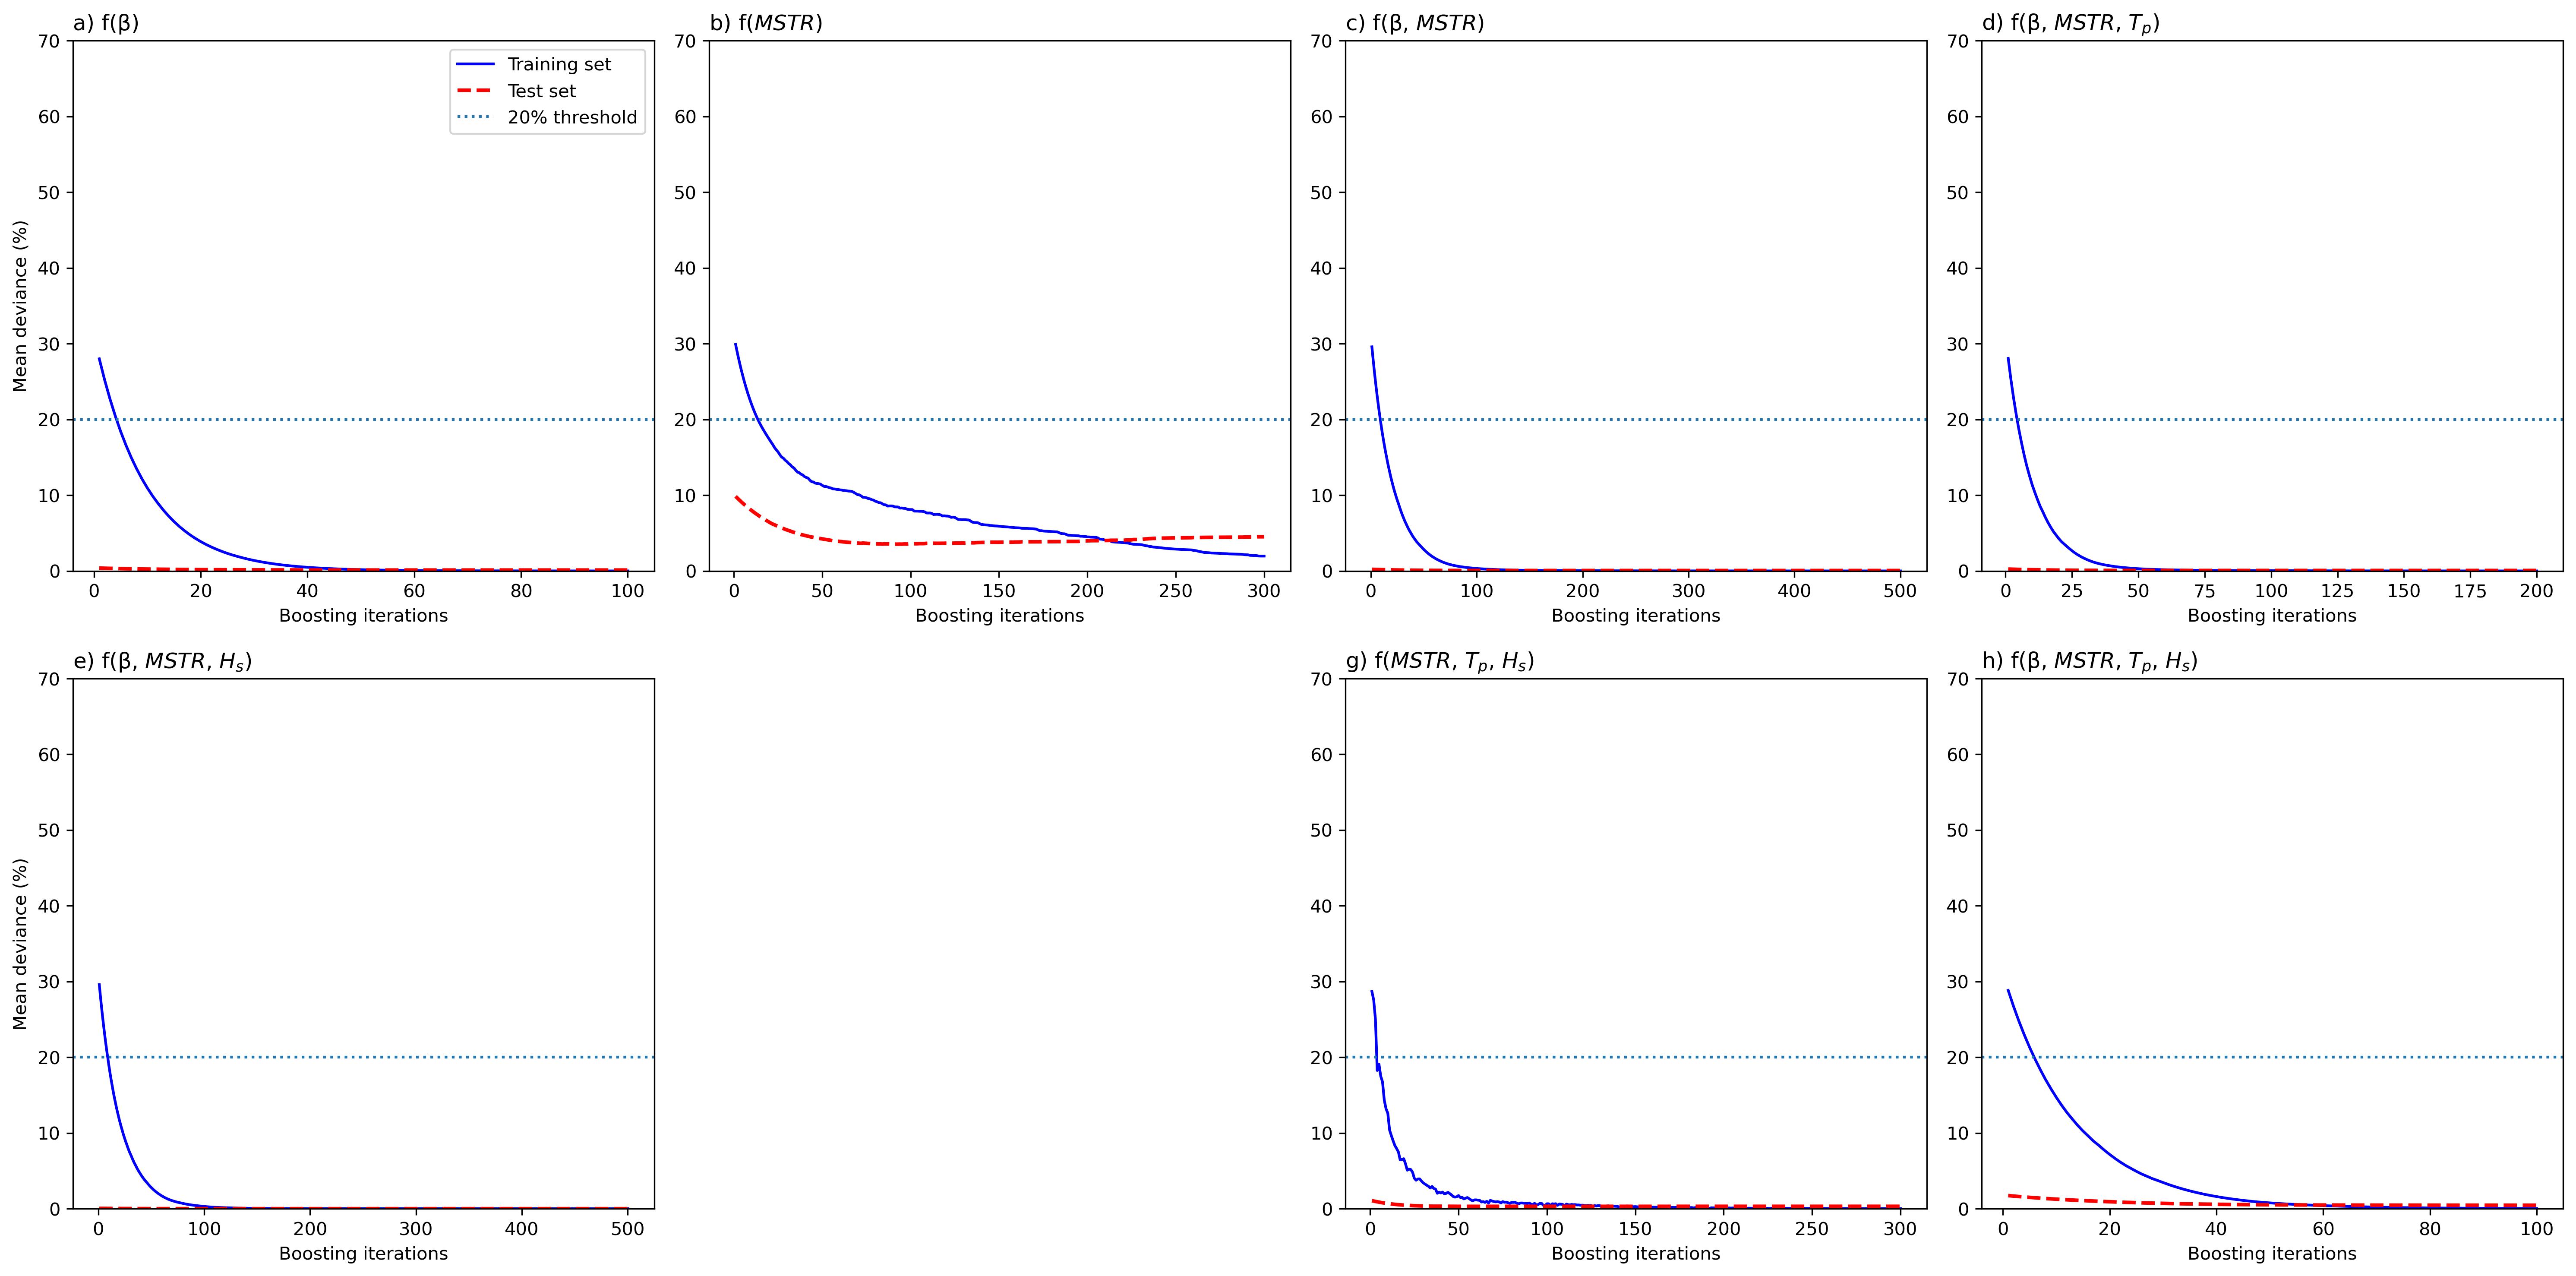 a) f(β)
70
60
50
40
30
20
10
0
Mean deviance (%)
Training set
Test set
20% threshold
0 20 40 60 80 100
Boosting iterations
b) f(MSTR)
70
60
50
40
30
20
10
0
0 50 100 150 200 250 300
Boosting iterations
c) f(β, MSTR)
70
60
50
40
30
20
10
0
0 100 200 300 400 500
Boosting iterations
d) f(β, MSTR, Tp)
70
60
50
40
30
20
10
0
0 25 50 75 100 125 150 175 200
Boosting iterations
e) f(β, MSTR, Hs)
70
60
50
40
30
20
10
0
Mean deviance (%)
0 100 200 300 400 500
Boosting iterations
g) f(MSTR, Tp, Hs)
70
60
50
40
30
20
10
0
0 50 100 150 200 250 300
Boosting iterations
h) f(β, MSTR, Tp, Hs)
70
60
50
40
30
20
10
0
0 20 40 60 80 100
Boosting iterations